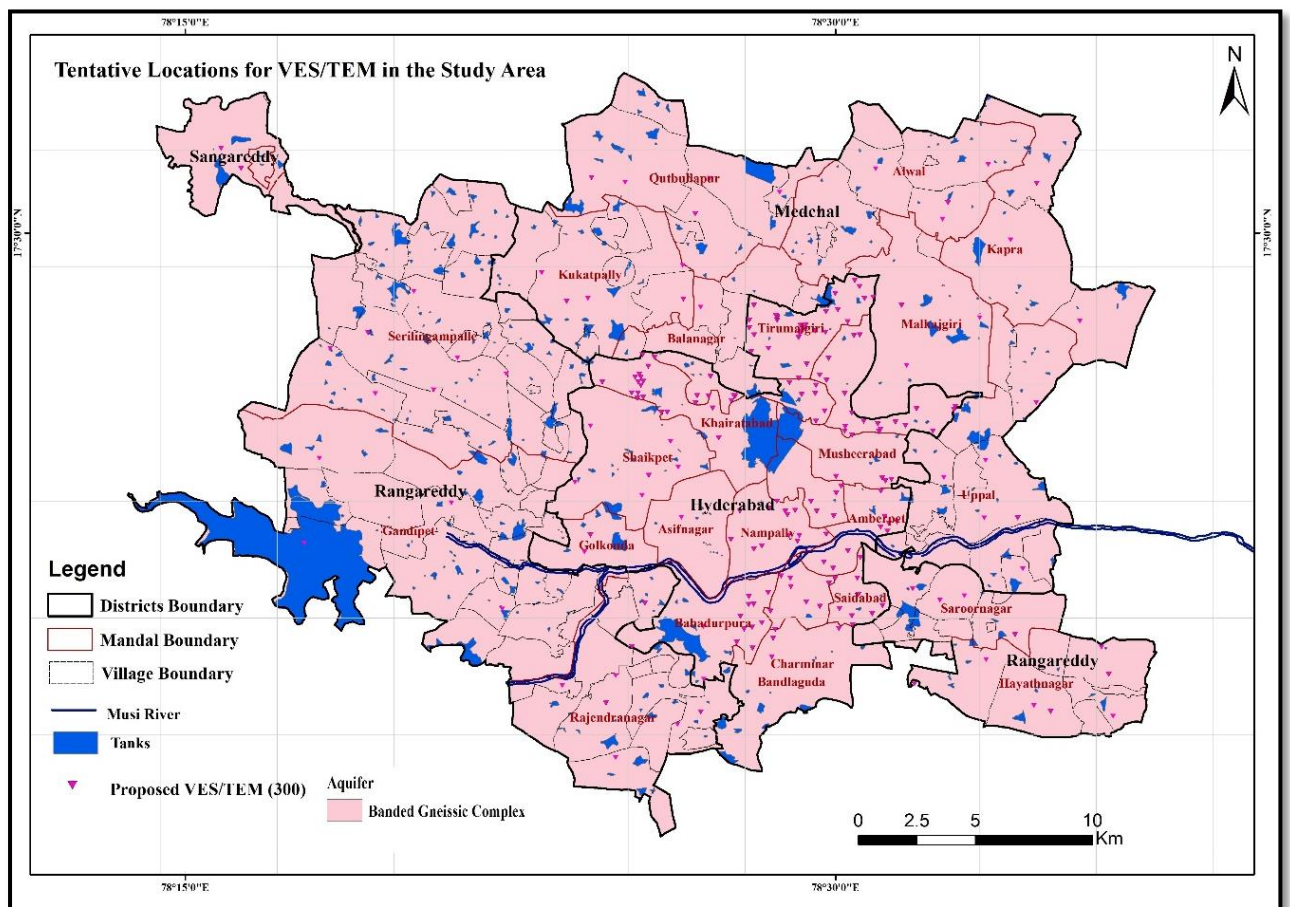 78°15'0"E
78°30'0"E
Tentative Locations for VES/TEM in the Study Area
N
Sangareddy
Qutbullapur
Alwal
Medchal
17°30'0"N
17°30'0"N
Kapra
Kukatpally
Serilingampally
Balanagar
Tirumalgiri
Malkajgiri
Khairatabad
Shaikpet
Musheerabad
Rangareddy
Hyderabad
Uppal
Gandipet
Asifnagar
Nampally
Amberpet
Golkonda
Legend
Districts Boundary
Mandal Boundary
Village Boundary
Musi River
Tanks
Proposed VES/TEM (300)
Aquifer
Banded Gneissic Complex
Saidabad
Saroornagar
Bahadurpura
Charminar
Bandlaguda
Rangareddy
Hayathnagar
Rajendranagar
0 2.5 5 10
Km
78°15'0"E
78°30'0"E